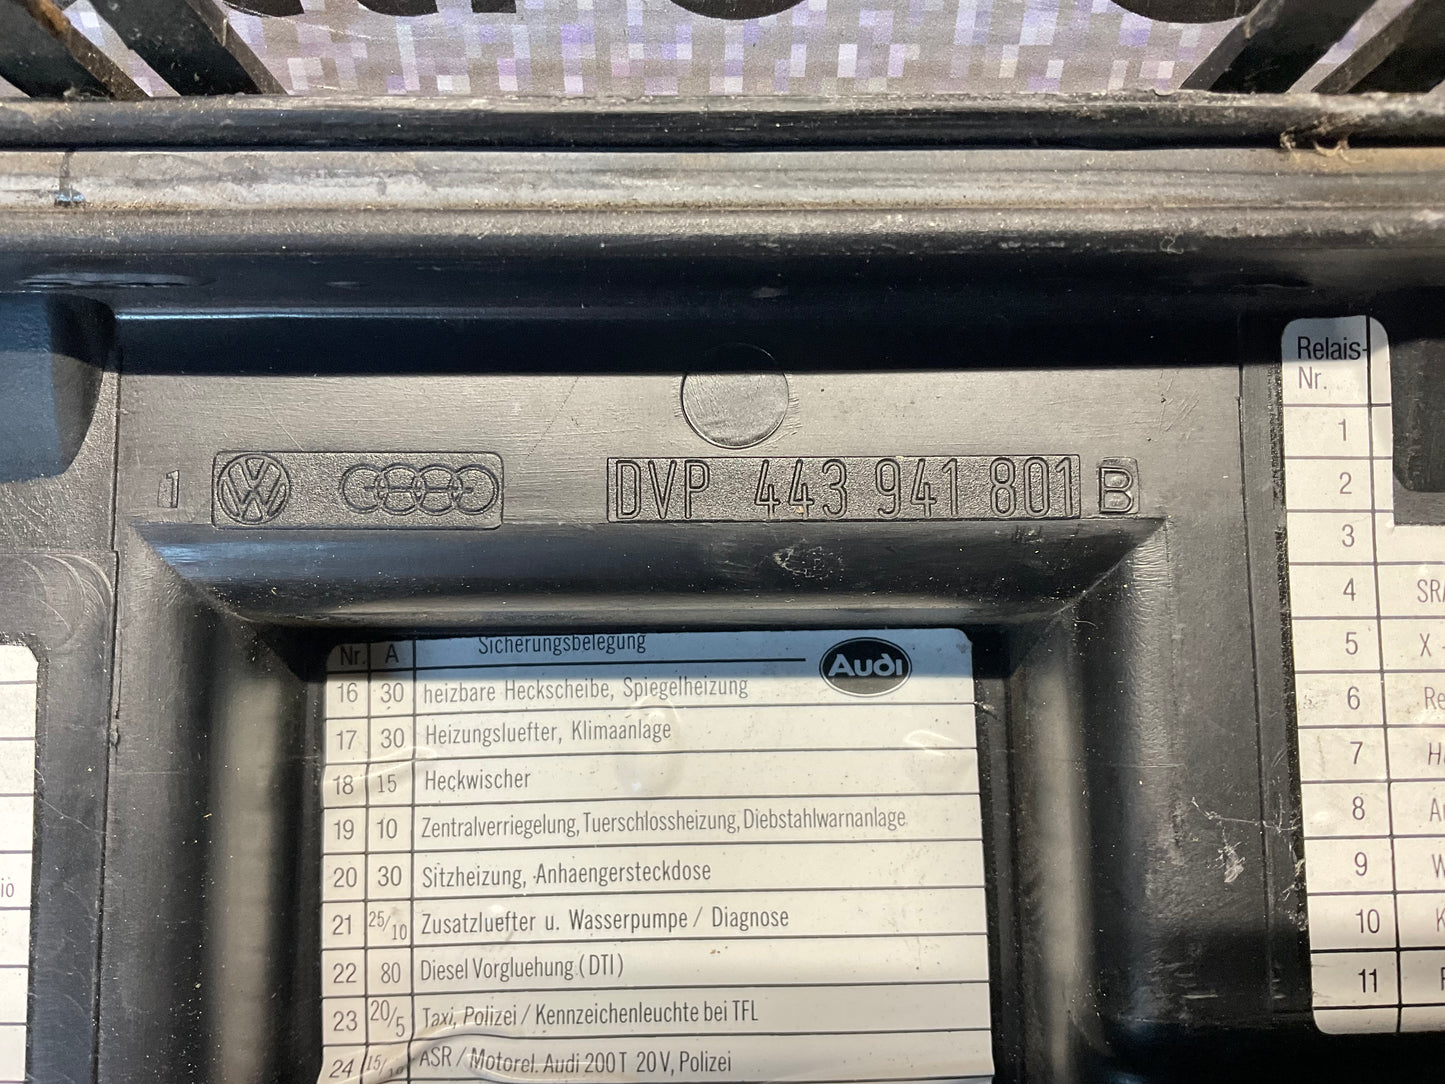 1 DVP 443 941 801 B
Nr. A Sicherungsbelegung Audi
16 30 heizbare Heckscheibe, Spiegelheizung
17 30 Heizungsluefter, Klimaanlage
18 15 Heckwischer
19 10 Zentralverriegelung, Tuerschlossheizung, Diebstahlwarnanlage
20 30 Sitzheizung, Anhaengersteckdose
21 25/10 Zusatzluefter u. Wasserpumpe / Diagnose
22 80 Diesel Vorgluehung (DTI)
23 20/5 Taxi, Polizei / Kennzeichenleuchte bei TFL
24 15/10 ASR / Motorel. Audi 200T 20V, Polizei
Relais-
Nr.
1
2
3
4
5 X -
6
7
8
9
10
11